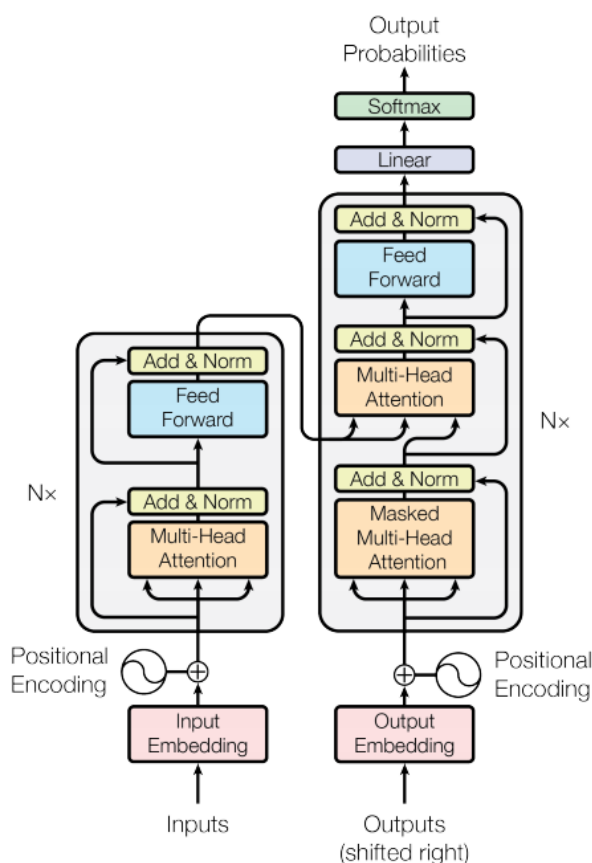 Output
Probabilities
Softmax
Linear
Add & Norm
Feed
Forward
Add & Norm
Multi-Head
Attention
Add & Norm
Masked
Multi-Head
Attention
Nx
Add & Norm
Feed
Forward
Add & Norm
Multi-Head
Attention
Nx
Positional
Encoding
Positional
Encoding
Input
Embedding
Output
Embedding
Inputs
Outputs
(shifted right)